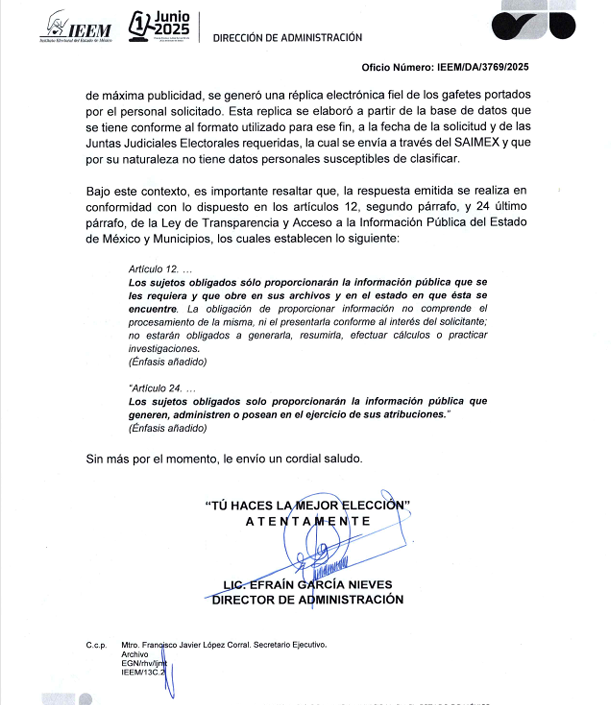 IEEM
Instituto Electoral del Estado de México
1 Junio
2025
DIRECCIÓN DE ADMINISTRACIÓN
Oficio Número: IEEM/DA/3769/2025
de máxima publicidad, se generó una réplica electrónica fiel de los gafetes portados
por el personal solicitado. Esta replica se elaboró a partir de la base de datos que
se tiene conforme al formato utilizado para ese fin, a la fecha de la solicitud y de las
Juntas Judiciales Electorales requeridas, la cual se envía a través del SAIMEX y que
por su naturaleza no tiene datos personales susceptibles de clasificar.
Bajo este contexto, es importante resaltar que, la respuesta emitida se realiza en
conformidad con lo dispuesto en los artículos 12, segundo párrafo, y 24 último
párrafo, de la Ley de Transparencia y Acceso a la Información Pública del Estado
de México y Municipios, los cuales establecen lo siguiente:
Artículo 12. …
Los sujetos obligados sólo proporcionarán la información pública que se
les requiera y que obre en sus archivos y en el estado en que ésta se
encuentre. La obligación de proporcionar información no comprende el
procesamiento de la misma, ni el presentarla conforme al interés del solicitante;
no estarán obligados a generarla, resumirla, efectuar cálculos o practicar
investigaciones.
(Énfasis añadido)
"Artículo 24. …
Los sujetos obligados solo proporcionarán la información pública que
generen, administren o posean en el ejercicio de sus atribuciones."
(Énfasis añadido)
Sin más por el momento, le envío un cordial saludo.
“TÚ HACES LA MEJOR ELECCIÓN”
A T E N T A M E N T E
LIC. EFRAÍN GARCÍA NIEVES
DIRECTOR DE ADMINISTRACIÓN
C.c.p. Mtro. Francisco Javier López Corral. Secretario Ejecutivo.
Archivo
EGN/rhv/ljmt
IEEM/13C.2